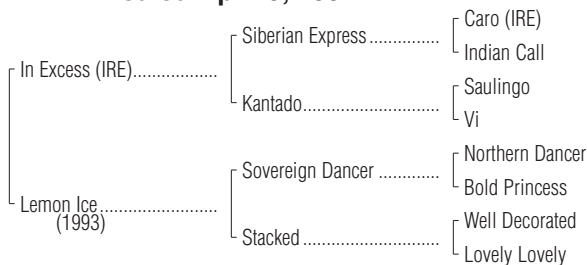 Siberian Express
Caro (IRE)
Indian Call
In Excess (IRE)
Kantado
Saulingo
Vi
Lemon Ice
(1993)
Sovereign Dancer
Northern Dancer
Bold Princess
Stacked
Well Decorated
Lovely Lovely